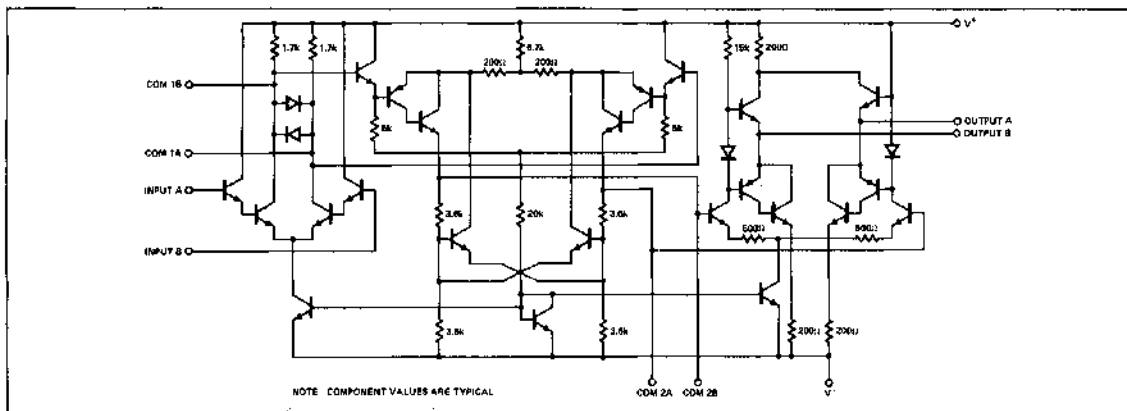 V+
1.7k
1.7k
6.7k
15k
200Ω
200Ω
200Ω
COM 1B
OUTPUT A
5k
5k
OUTPUT B
COM 1A
INPUT A
3.6k
20k
3.6k
500Ω
500Ω
INPUT B
3.6k
3.6k
200Ω
200Ω
NOTE COMPONENT VALUES ARE TYPICAL
COM 2A
COM 2B
V-